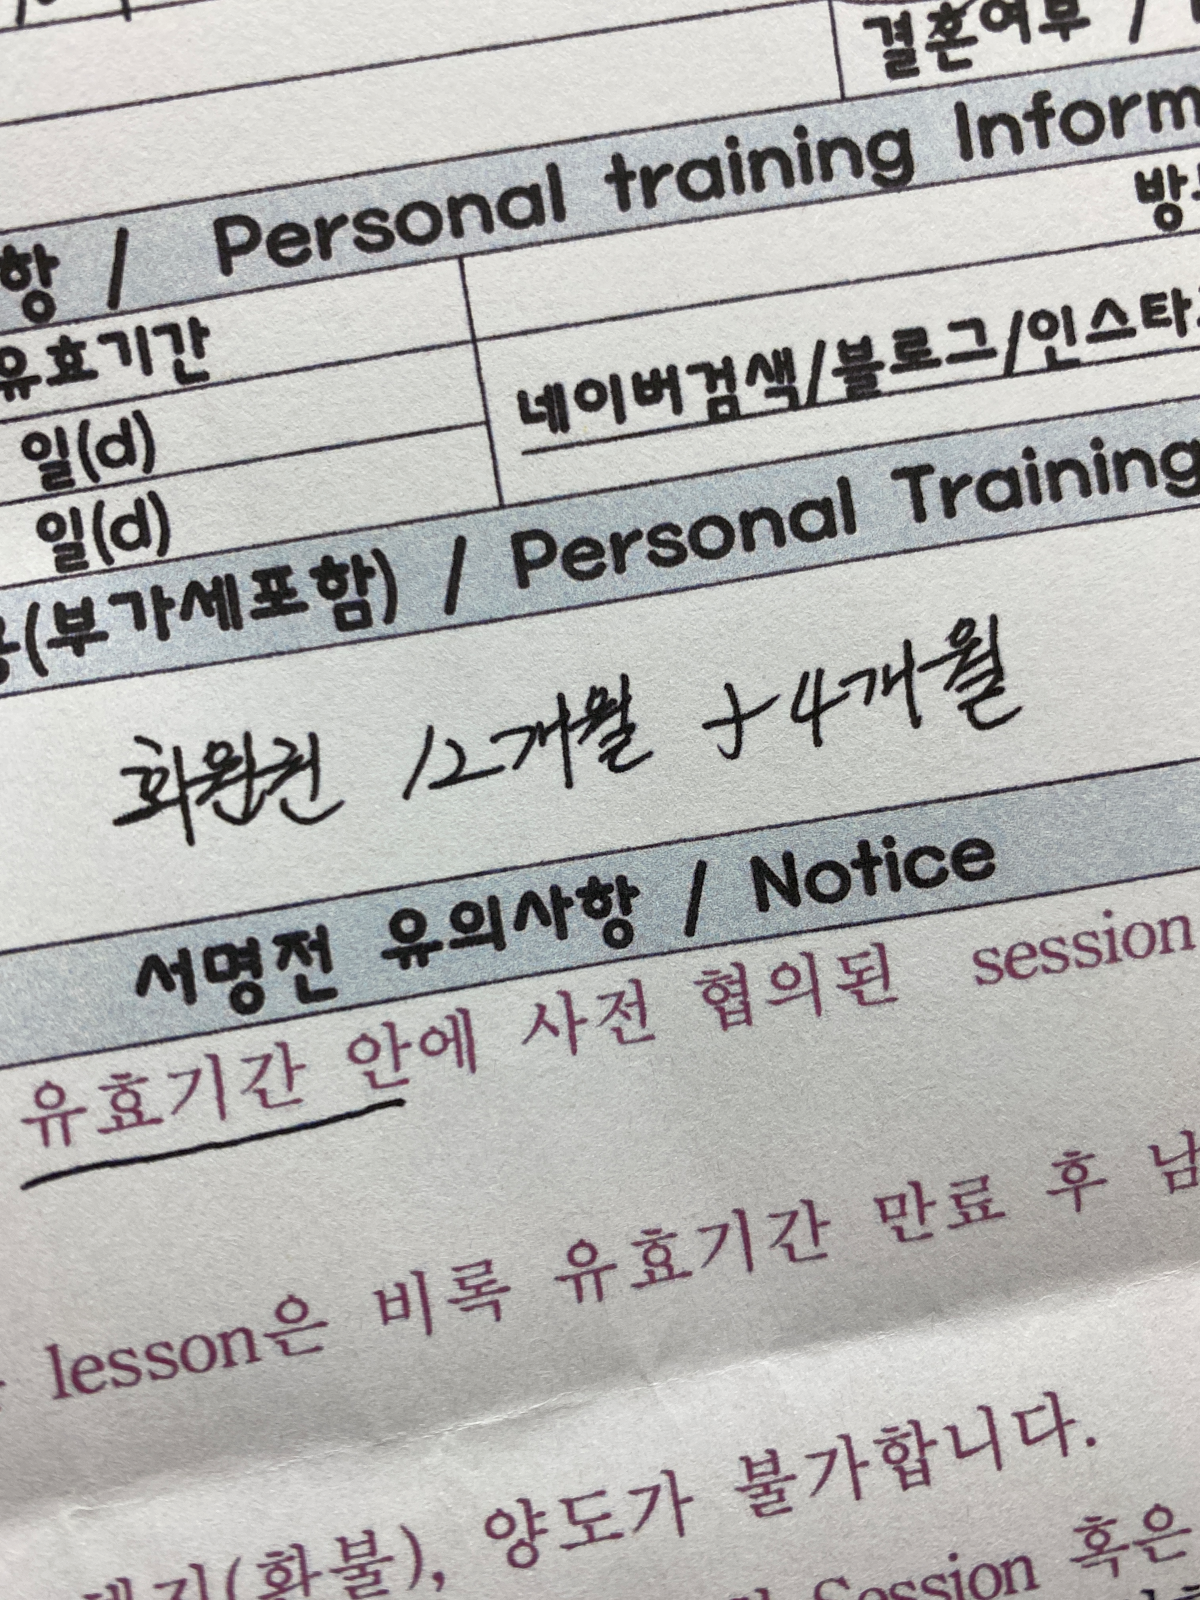 결혼여부 /
항 / Personal training Inform
방
유효기간
네이버검색/블로그/인스타
일(d)
일(d)
(부가세포함) / Personal Training
회원권 12개월 + 4개월
서명전 유의사항 / Notice
유효기간 안에 사전 협의된 session
lesson은 비록 유효기간 만료 후 남
해지(환불), 양도가 불가합니다.
Session 혹은